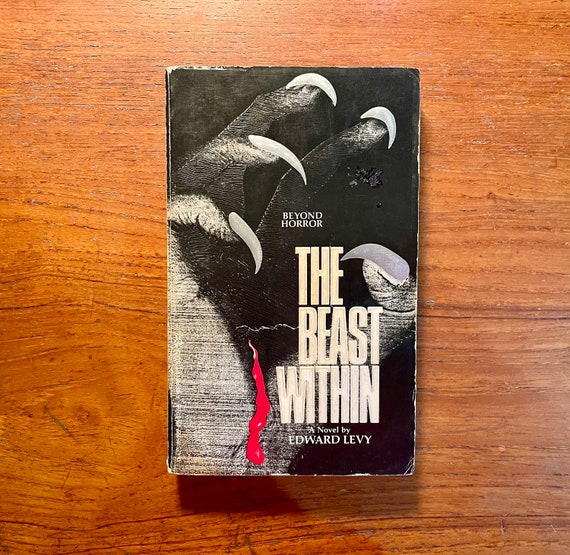 BEYOND
HORROR
THE
BEAST
WITHIN
A Novel by
EDWARD LEVY